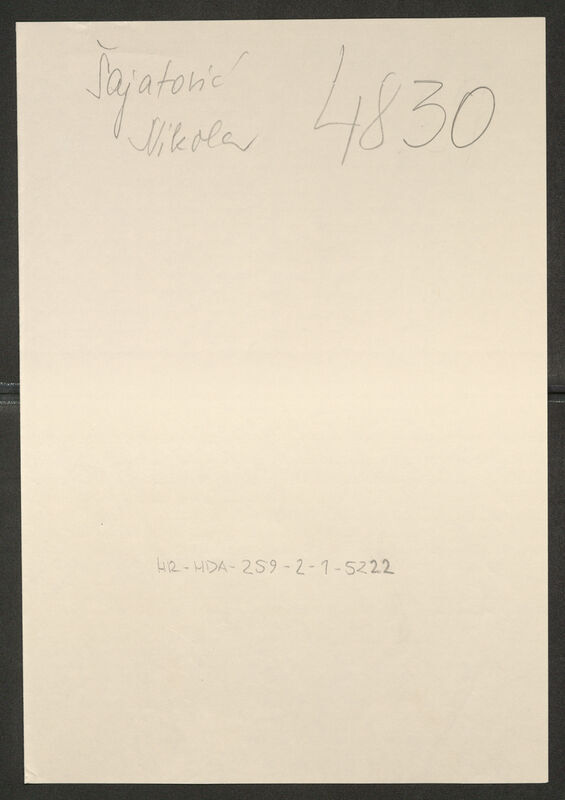 Šajatović 4830
Nikola
HR-HDA-259-2-1-5222